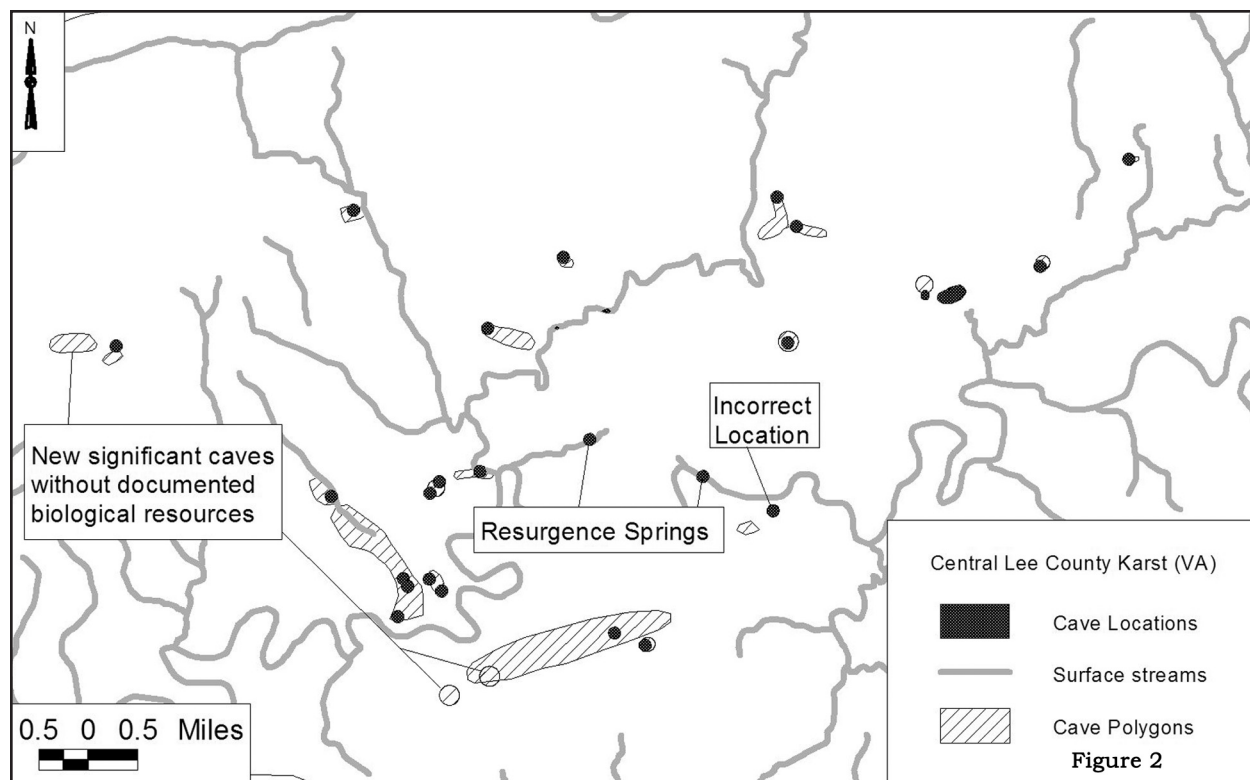 N
Incorrect
Location
New significant caves
without documented
biological resources
Resurgence Springs
Central Lee County Karst (VA)
Cave Locations
Surface streams
Cave Polygons
Figure 2
0.5 0 0.5 Miles